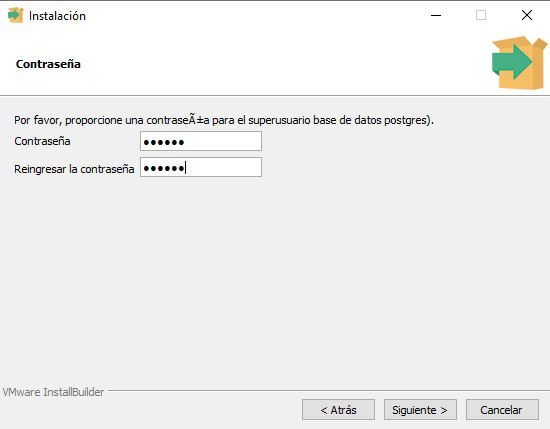 Instalación
Contraseña
Por favor, proporcione una contraseÃ±a para el superusuario base de datos postgres).
Contraseña ●●●●●●
Reingresar la contraseña ●●●●●●
VMware InstallBuilder
< Atrás Siguiente > Cancelar